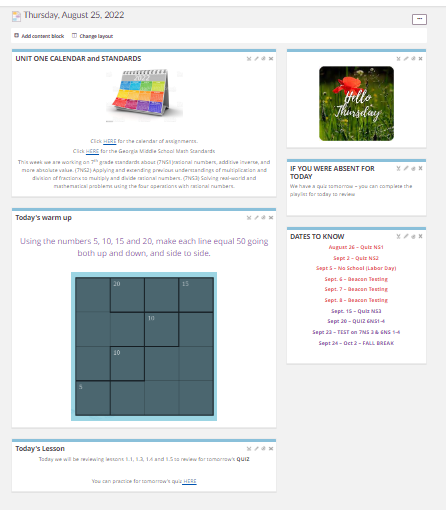 Thursday, August 25, 2022
Add content block Change layout
UNIT ONE CALENDAR and STANDARDS
2022
Click HERE for the calendar of assignments.
Click HERE for the Georgia Middle School Math Standards
This week we are working on 7th grade standards about (7NS1)rational numbers, additive inverse, and
more absolute value. (7NS2) Applying and extending previous understandings of multiplication and
division of fractions to multiply and divide rational numbers. (7NS3) Solving real-world and
mathematical problems using the four operations with rational numbers.
Today's warm up
Using the numbers 5, 10, 15 and 20, make each line equal 50 going
both up and down, and side to side.
20 15
10
10
5
Today's Lesson
Today we will be reviewing lessons 1.1, 1.3, 1.4 and 1.5 to review for tomorrow's QUIZ
You can practice for tomorrow's quiz HERE
Hello
Thursday
IF YOU WERE ABSENT FOR
TODAY
We have a quiz tomorrow - you can complete the
playlist for today to review
DATES TO KNOW
August 26 - Quiz NS1
Sept 2 - Quiz NS2
Sept 5 - No School (Labor Day)
Sept. 6 - Beacon Testing
Sept. 7 - Beacon Testing
Sept. 8 - Beacon Testing
Sept. 15 - Quiz NS3
Sept 20 - QUIZ 6NS1-4
Sept 23 - TEST on 7NS 3 & 6NS 1-4
Sept 24 - Oct 2 - FALL BREAK